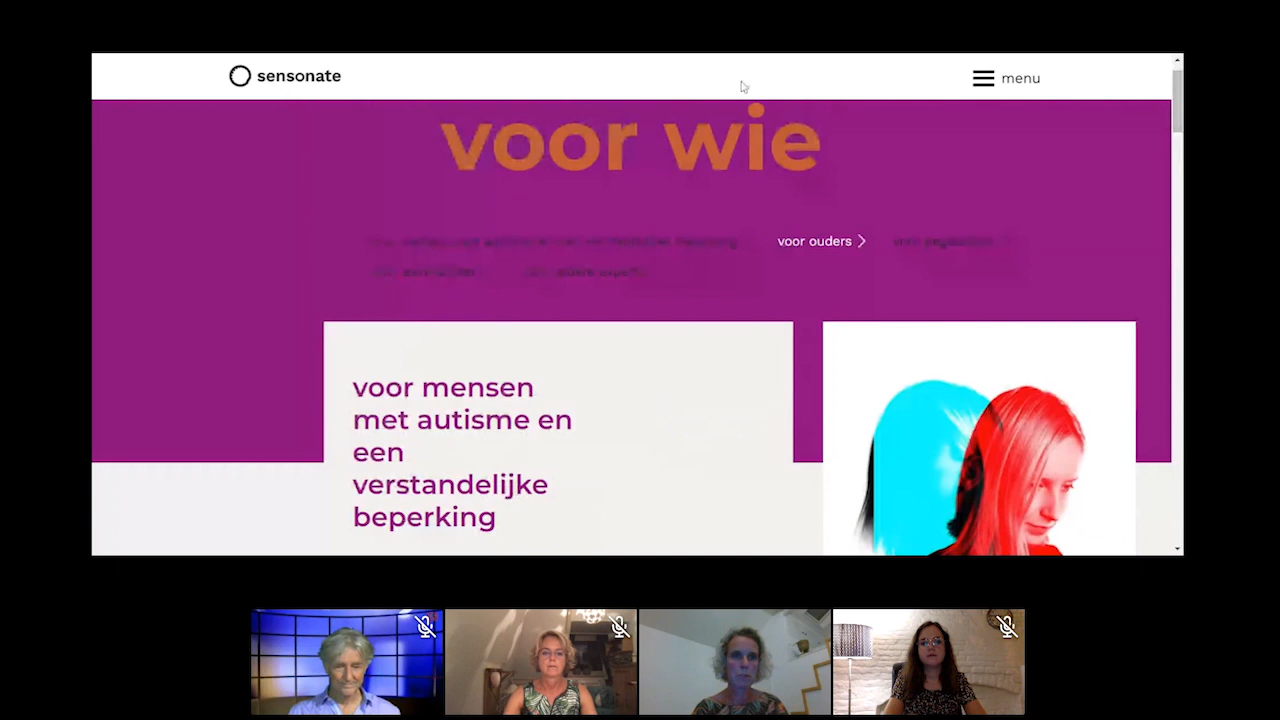 sensonate
menu
voor wie
voor ouders
voor mensen
met autisme en
een
verstandelijke
beperking